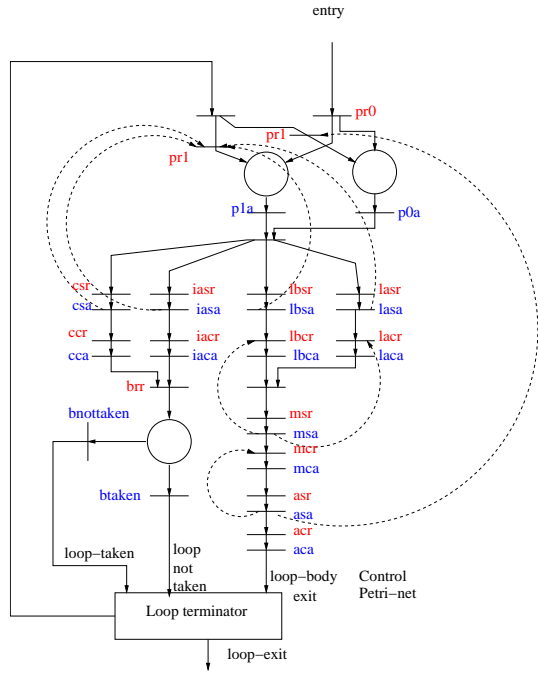 entry
pr0
pr1
pr1
p1a
p0a
csr
iasr
lbsr
lasr
csa
iasa
lbsa
lasa
ccr
iacr
lbcr
lacr
cca
iaca
lbca
laca
brr
bnottaken
msr
msa
mcr
mca
btaken
asr
asa
acr
aca
loop−taken
loop
not
taken
loop−body
exit
Control
Petri−net
Loop terminator
loop−exit